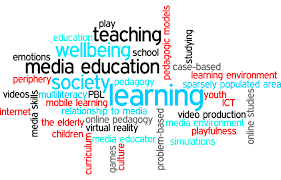 play
education
teaching
pedagogic models
studying
wellbeing
school
emotions
case-based
media education
periphery
learning environment
society
pedagogy
sparsely populated area
videos
multiliteracy
PBL
learning
youth
ICT
online studies
media skills
mobile learning
internet
relationship to media
video production
the elderly
online pedagogy
media environment
children
virtual reality
playfulness
curriculum
media educator
problem-based
simulations
games
culture